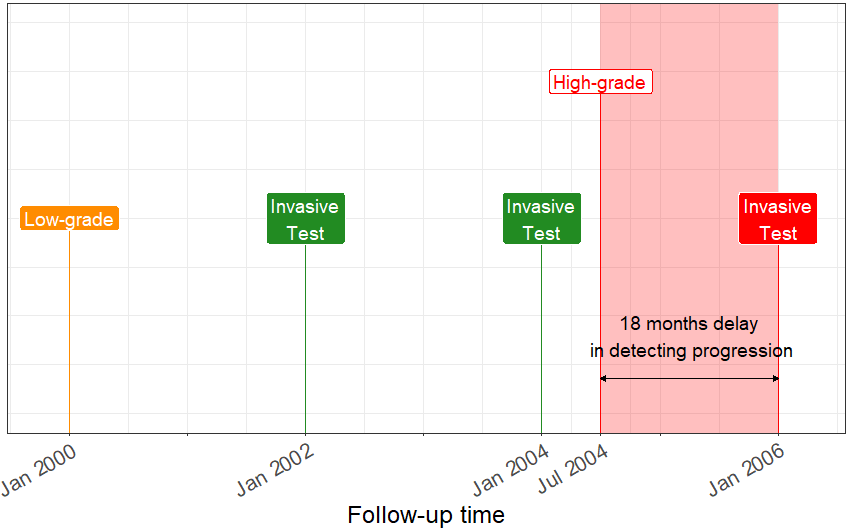 High-grade
Low-grade
Invasive
Test
Invasive
Test
Invasive
Test
18 months delay
in detecting progression
Jan 2000
Jan 2002
Jan 2004
Jul 2004
Jan 2006
Follow-up time